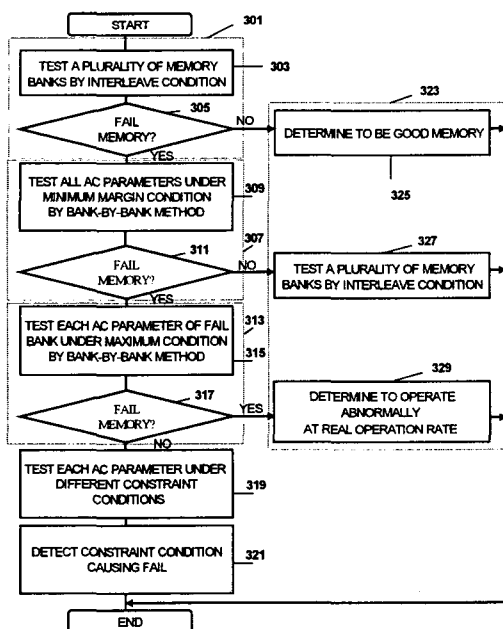 START
301
TEST A PLURALITY OF MEMORY
BANKS BY INTERLEAVE CONDITION
303
305
FAIL
MEMORY?
NO
YES
323
DETERMINE TO BE GOOD MEMORY
325
TEST ALL AC PARAMETERS UNDER
MINIMUM MARGIN CONDITION
BY BANK-BY-BANK METHOD
309
307
311
FAIL
MEMORY?
NO
YES
327
TEST A PLURALITY OF MEMORY
BANKS BY INTERLEAVE CONDITION
TEST EACH AC PARAMETER OF FAIL
BANK UNDER MAXIMUM CONDITION
BY BANK-BY-BANK METHOD
313
315
317
FAIL
MEMORY?
YES
NO
329
DETERMINE TO OPERATE
ABNORMALLY
AT REAL OPERATION RATE
TEST EACH AC PARAMETER UNDER
DIFFERENT CONSTRAINT
CONDITIONS
319
DETECT CONSTRAINT CONDITION
CAUSING FAIL
321
END